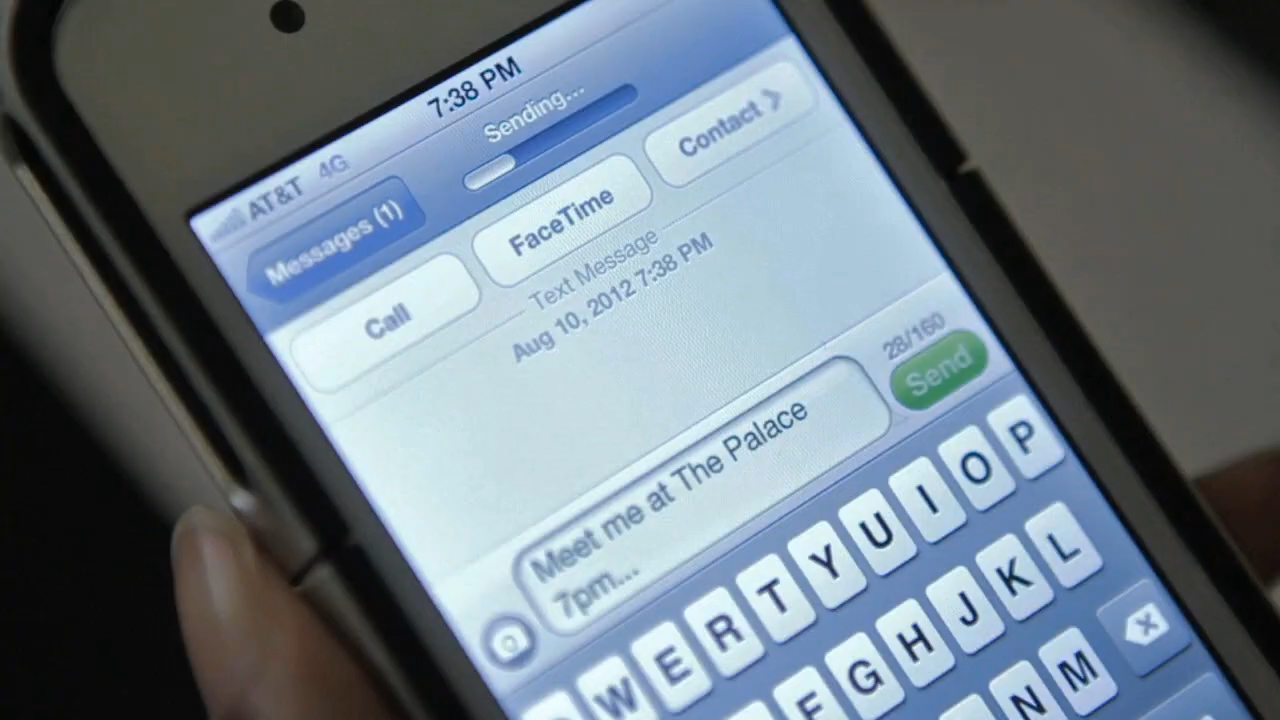 AT&T 4G 7:38 PM
Sending...
Messages (1)
Call FaceTime Contact
Text Message
Aug 10, 2012 7:38 PM
28/160
Meet me at The Palace
7pm...
Send
W E R T Y U I O P
F G H J K L
N M